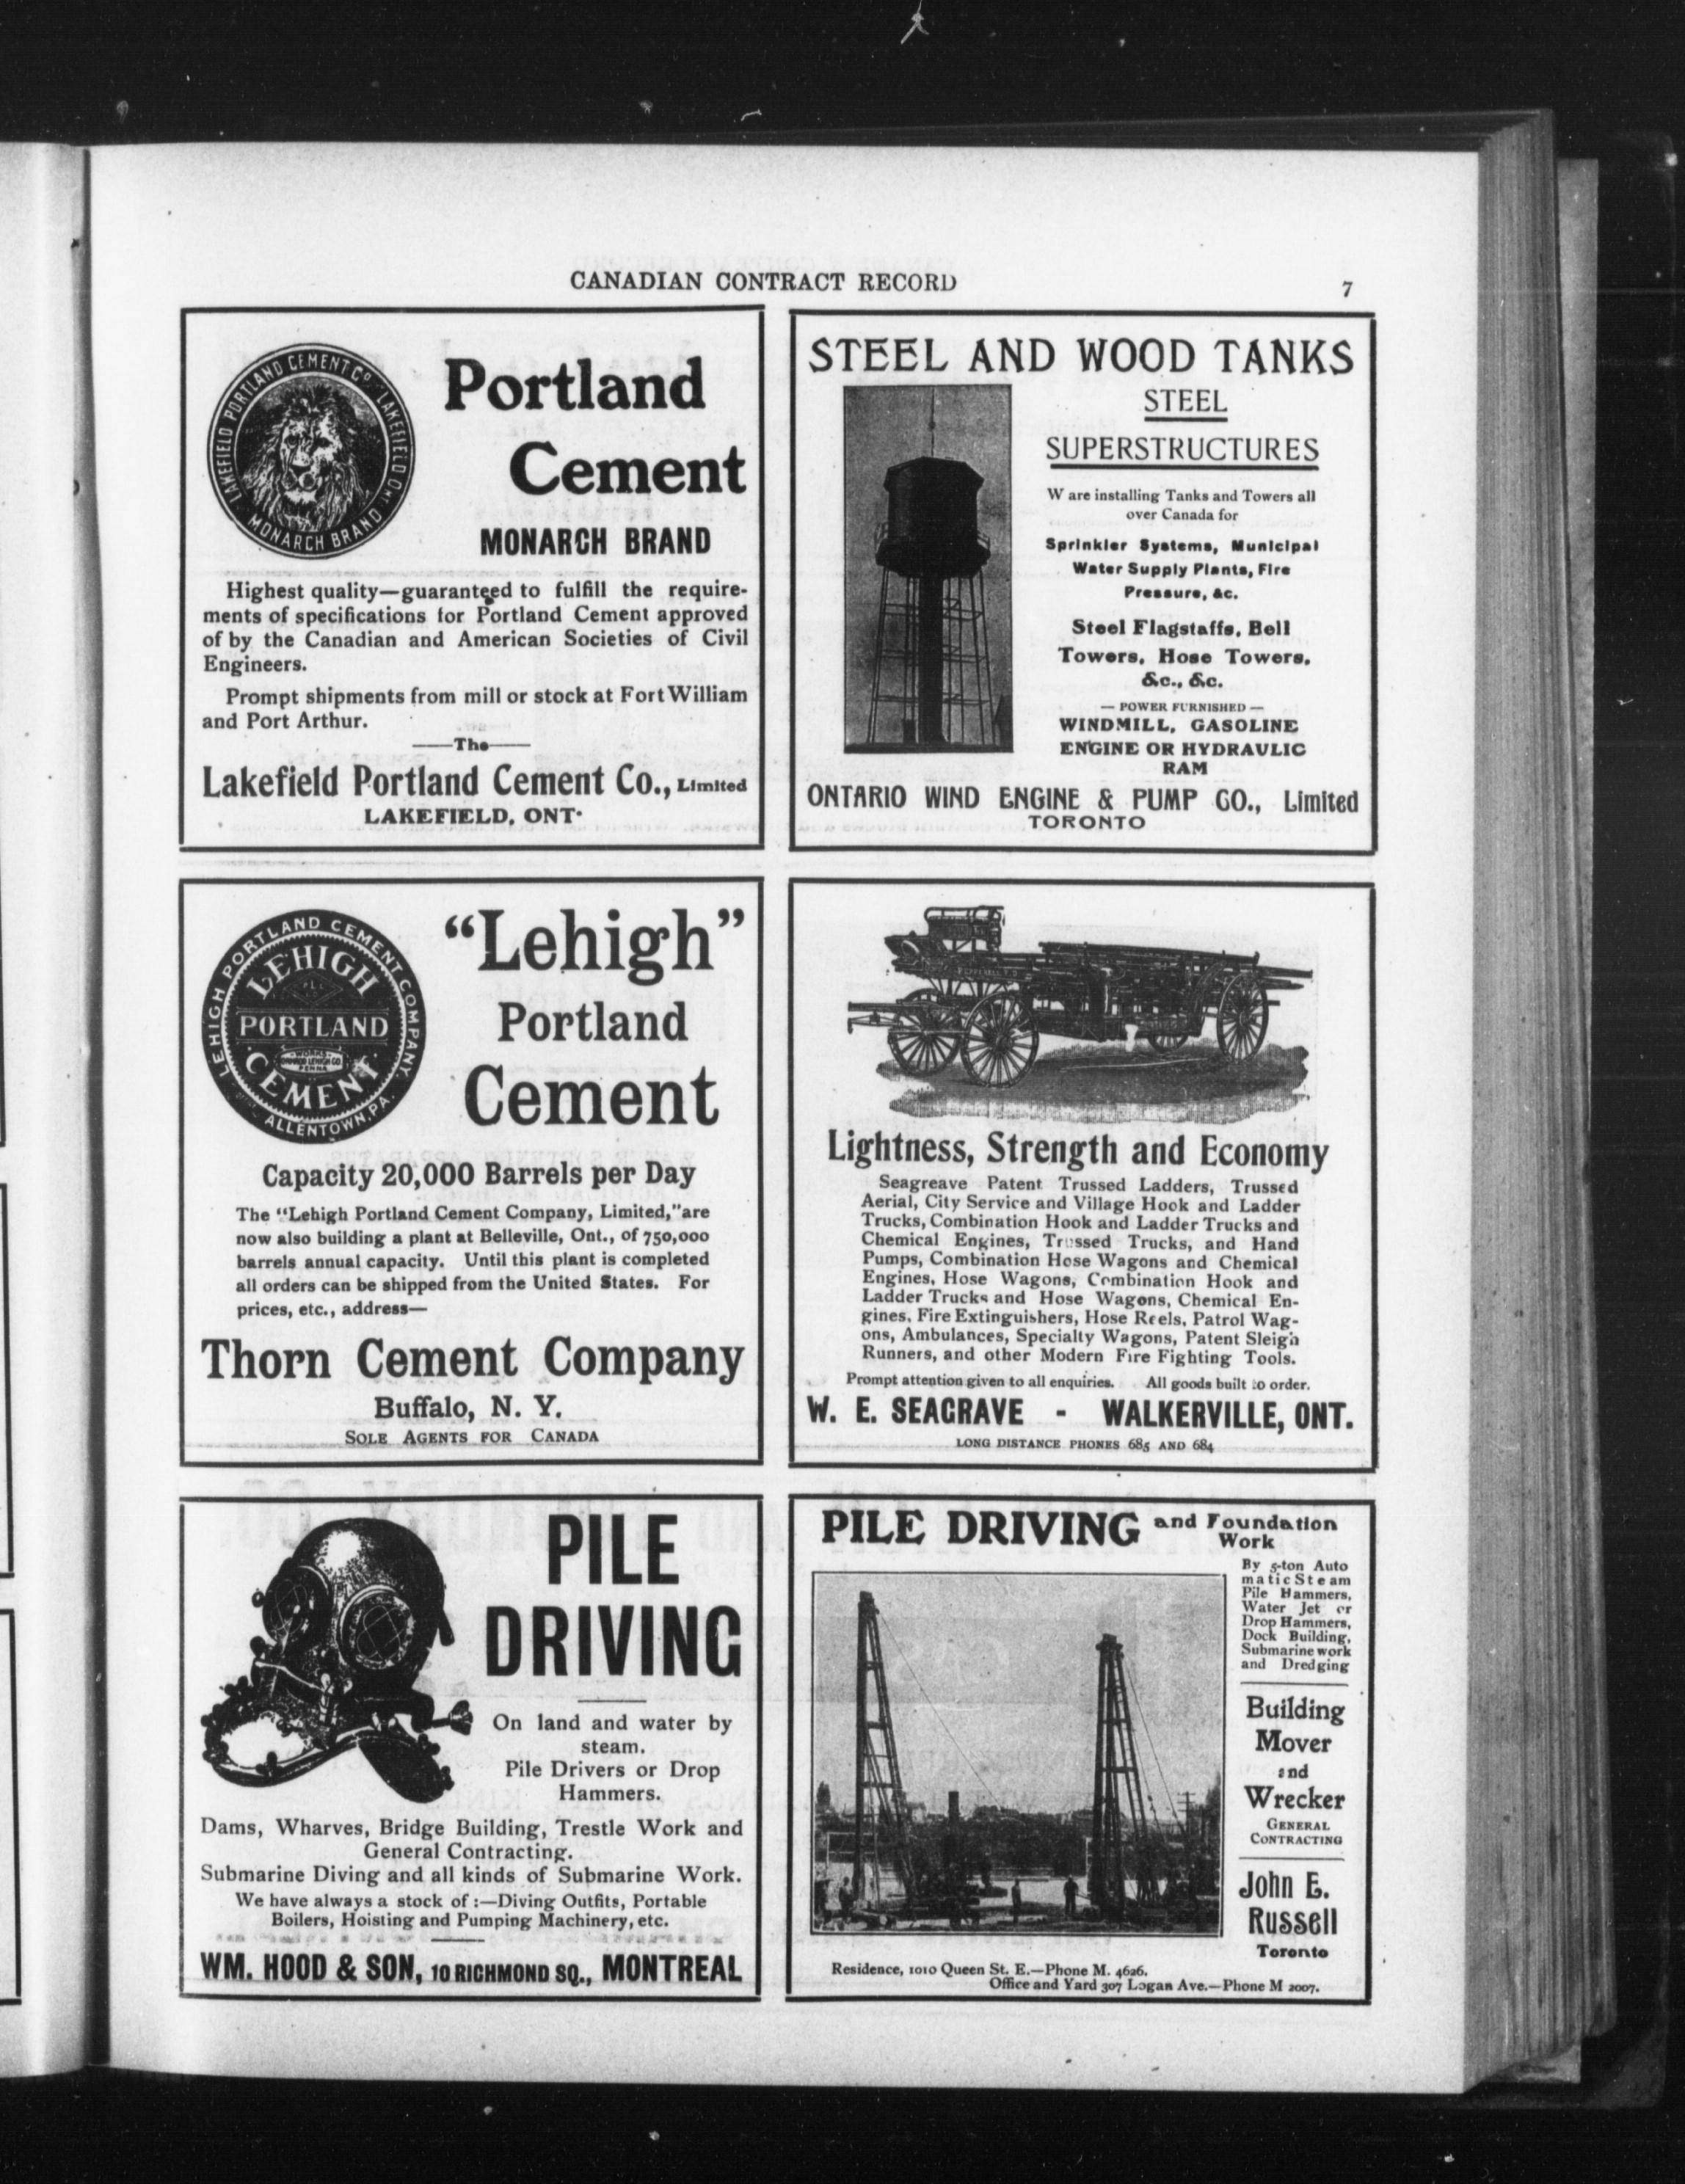 CANADIAN CONTRACT RECORD
7
LAKEFIELD PORTLAND CEMENT Co. LAKEFIELD ONT.
MONARCH BRAND
Portland
Cement
MONARCH BRAND
Highest quality—guaranteed to fulfill the require-
ments of specifications for Portland Cement approved
of by the Canadian and American Societies of Civil
Engineers.
Prompt shipments from mill or stock at Fort William
and Port Arthur.
—The—
Lakefield Portland Cement Co., Limited
LAKEFIELD, ONT.
STEEL AND WOOD TANKS
STEEL
SUPERSTRUCTURES
W are installing Tanks and Towers all
over Canada for
Sprinkler Systems, Municipal
Water Supply Plants, Fire
Pressure, &c.
Steel Flagstaffs, Bell
Towers, Hose Towers,
&c., &c.
— POWER FURNISHED —
WINDMILL, GASOLINE
ENGINE OR HYDRAULIC
RAM
ONTARIO WIND ENGINE & PUMP CO., Limited
TORONTO
LEHIGH PORTLAND CEMENT COMPANY.
ALLENTOWN, PA.
LEHIGH
PORTLAND
CEMENT
WORKS
PENNA
"Lehigh"
Portland
Cement
Capacity 20,000 Barrels per Day
The "Lehigh Portland Cement Company, Limited," are
now also building a plant at Belleville, Ont., of 750,000
barrels annual capacity. Until this plant is completed
all orders can be shipped from the United States. For
prices, etc., address—
Thorn Cement Company
Buffalo, N. Y.
SOLE AGENTS FOR CANADA
Lightness, Strength and Economy
Seagreave Patent Trussed Ladders, Trussed
Aerial, City Service and Village Hook and Ladder
Trucks, Combination Hook and Ladder Trucks and
Chemical Engines, Trussed Trucks, and Hand
Pumps, Combination Hose Wagons and Chemical
Engines, Hose Wagons, Combination Hook and
Ladder Trucks and Hose Wagons, Chemical En-
gines, Fire Extinguishers, Hose Reels, Patrol Wag-
ons, Ambulances, Specialty Wagons, Patent Sleigh
Runners, and other Modern Fire Fighting Tools.
Prompt attention given to all enquiries. All goods built to order.
W. E. SEAGRAVE - WALKERVILLE, ONT.
LONG DISTANCE PHONES 685 AND 684
PILE
DRIVING
On land and water by
steam.
Pile Drivers or Drop
Hammers.
Dams, Wharves, Bridge Building, Trestle Work and
General Contracting.
Submarine Diving and all kinds of Submarine Work.
We have always a stock of :—Diving Outfits, Portable
Boilers, Hoisting and Pumping Machinery, etc.
WM. HOOD & SON, 10 RICHMOND SQ., MONTREAL
PILE DRIVING and Foundation
Work
By 5-ton Auto
matic Steam
Pile Hammers,
Water Jet or
Drop Hammers,
Dock Building,
Submarine work
and Dredging
Building
Mover
and
Wrecker
GENERAL
CONTRACTING
John E.
Russell
Toronto
Residence, 1010 Queen St. E.—Phone M. 4626.
Office and Yard 307 Logan Ave.—Phone M 2007.